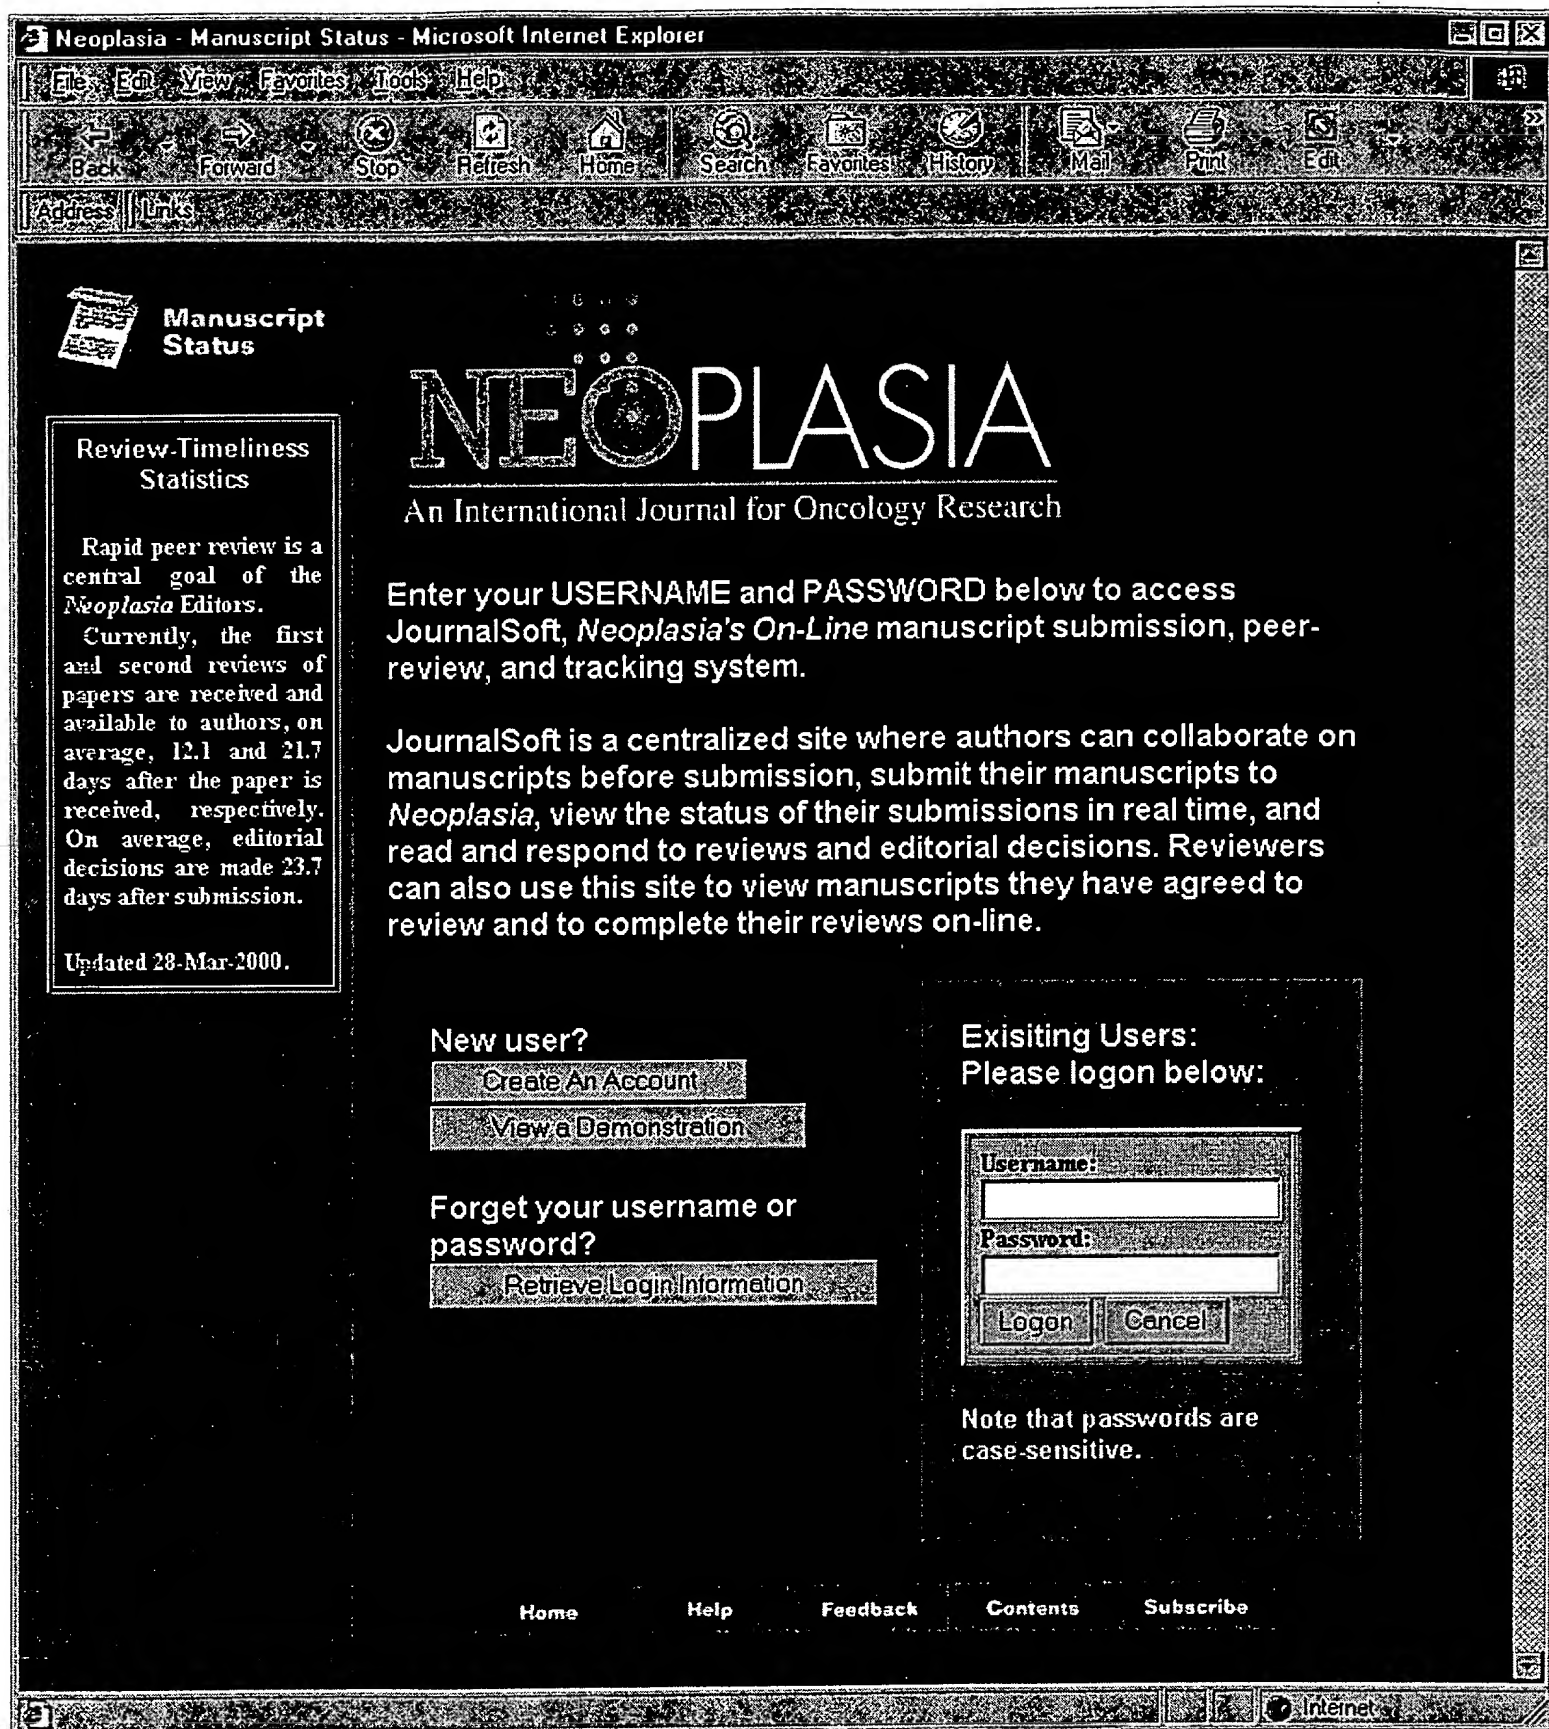 Neoplasia - Manuscript Status - Microsoft Internet Explorer
File Edit View Favorites Tools Help
Back Forward Stop Refresh Home Search Favorites History Mail Print Edit
Address Links
Manuscript
Status
Review-Timeliness
Statistics
Rapid peer review is a
central goal of the
Neoplasia Editors.
Currently, the first
and second reviews of
papers are received and
available to authors, on
average, 12.1 and 21.7
days after the paper is
received, respectively.
On average, editorial
decisions are made 23.7
days after submission.
Updated 28-Mar-2000.
NEOPLASIA
An International Journal for Oncology Research
Enter your USERNAME and PASSWORD below to access
JournalSoft, Neoplasia's On-Line manuscript submission, peer-
review, and tracking system.
JournalSoft is a centralized site where authors can collaborate on
manuscripts before submission, submit their manuscripts to
Neoplasia, view the status of their submissions in real time, and
read and respond to reviews and editorial decisions. Reviewers
can also use this site to view manuscripts they have agreed to
review and to complete their reviews on-line.
New user?
Create An Account
View a Demonstration
Forget your username or
password?
Retrieve Login Information
Exisiting Users:
Please logon below:
Username:
Password:
Logon Cancel
Note that passwords are
case-sensitive.
Home Help Feedback Contents Subscribe
Internet